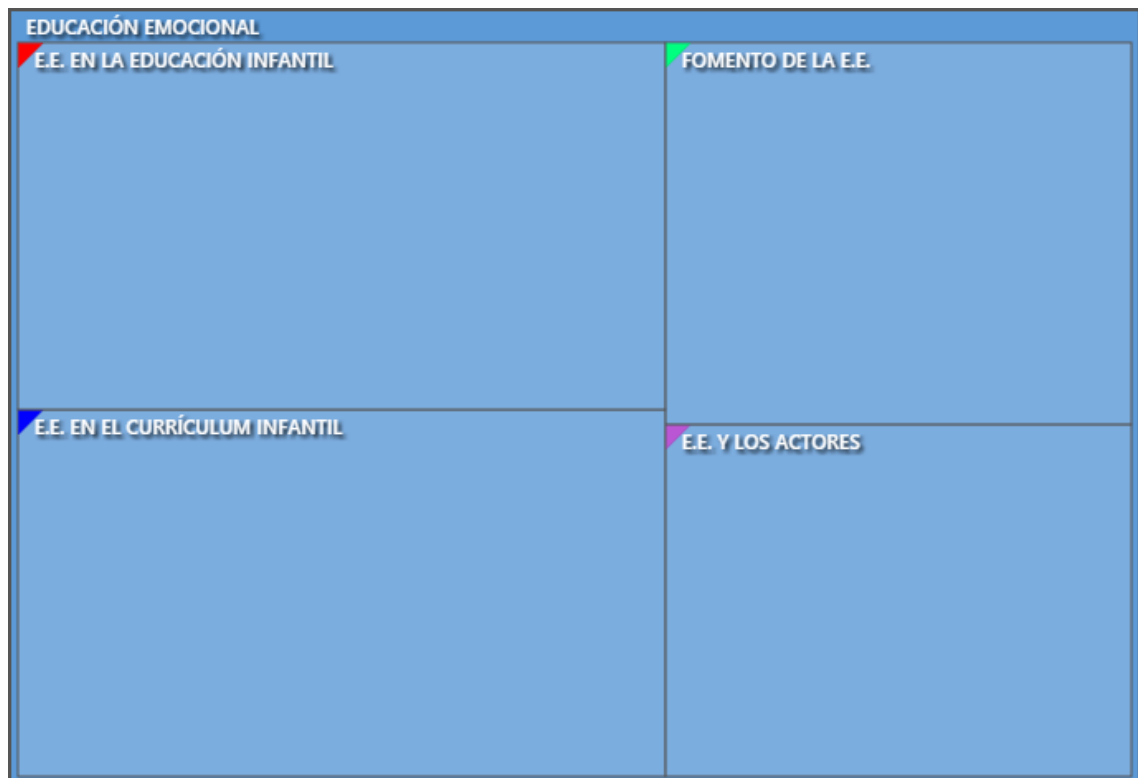 EDUCACIÓN EMOCIONAL
E.E. EN LA EDUCACIÓN INFANTIL
FOMENTO DE LA E.E.
E.E. EN EL CURRÍCULUM INFANTIL
E.E. Y LOS ACTORES